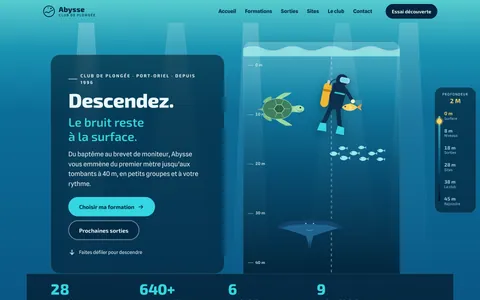 Abysse
CLUB DE PLONGÉE
Accueil
Formations
Sorties
Sites
Le club
Contact
Essai découverte
CLUB DE PLONGÉE · PORT-DRIEL · DEPUIS
1996
Descendez.
Le bruit reste
à la surface.
Du baptême au brevet de moniteur, Abysse
vous emmène du premier mètre jusqu'aux
tombants à 40 m, en petits groupes et à votre
rythme.
Choisir ma formation →
Prochaines sorties
↓ Faites défiler pour descendre
0 m
10 m
20 m
30 m
40 m
PROFONDEUR
2 M
0 m
Surface
8 m
Niveaux
18 m
Sorties
28 m
Sites
38 m
Le club
45 m
28
640+
6
9